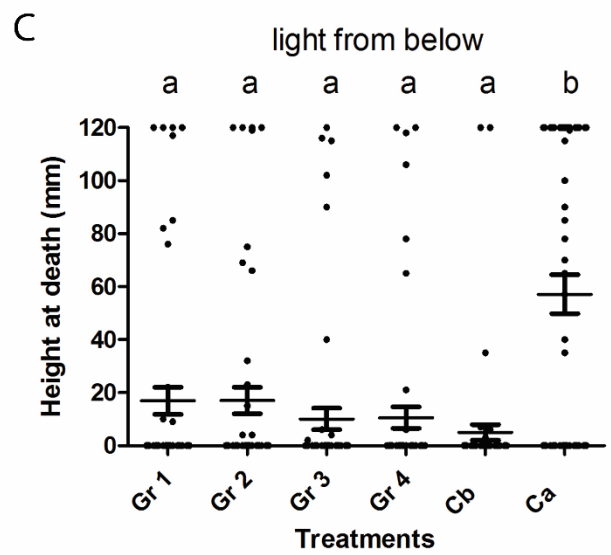 C
light from below
a a a a a b
Height at death (mm)
120
100
80
60
40
20
0
Gr 1 Gr 2 Gr 3 Gr 4 Cb Ca
Treatments